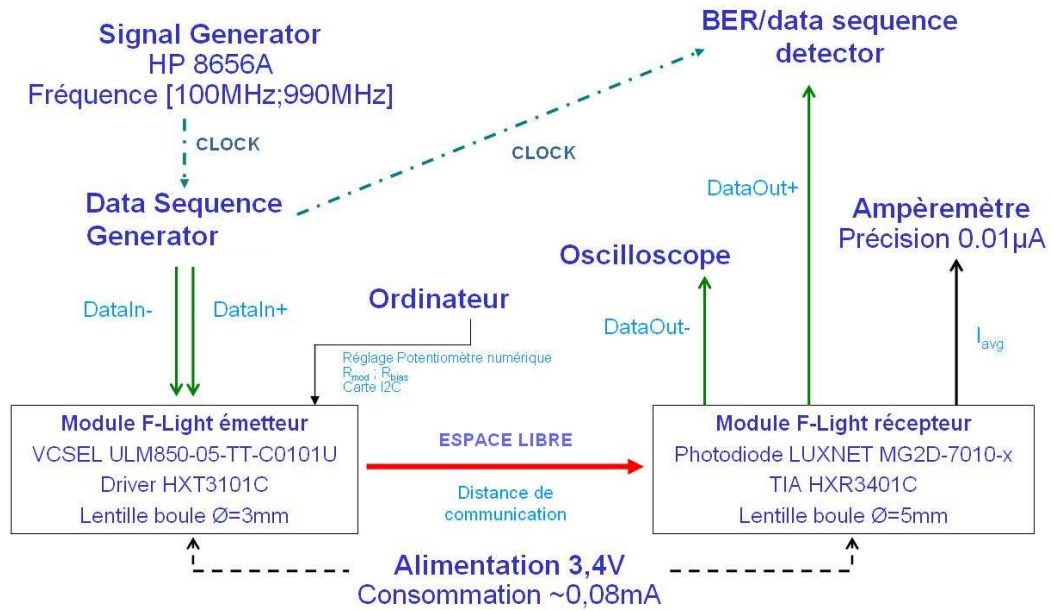 Signal Generator
HP 8656A
Fréquence [100MHz;990MHz]
BER/data sequence
detector
CLOCK
CLOCK
Data Sequence
Generator
DataOut+
Ampèremètre
Précision 0.01µA
Oscilloscope
DataIn-
DataIn+
Ordinateur
DataOut-
Iavg
Réglage Potentiomètre numérique
Rmod ; Rbias
Carte I2C
Module F-Light émetteur
VCSEL ULM850-05-TT-C0101U
Driver HXT3101C
Lentille boule Ø=3mm
ESPACE LIBRE
Distance de
communication
Module F-Light récepteur
Photodiode LUXNET MG2D-7010-x
TIA HXR3401C
Lentille boule Ø=5mm
Alimentation 3,4V
Consommation ~0,08mA